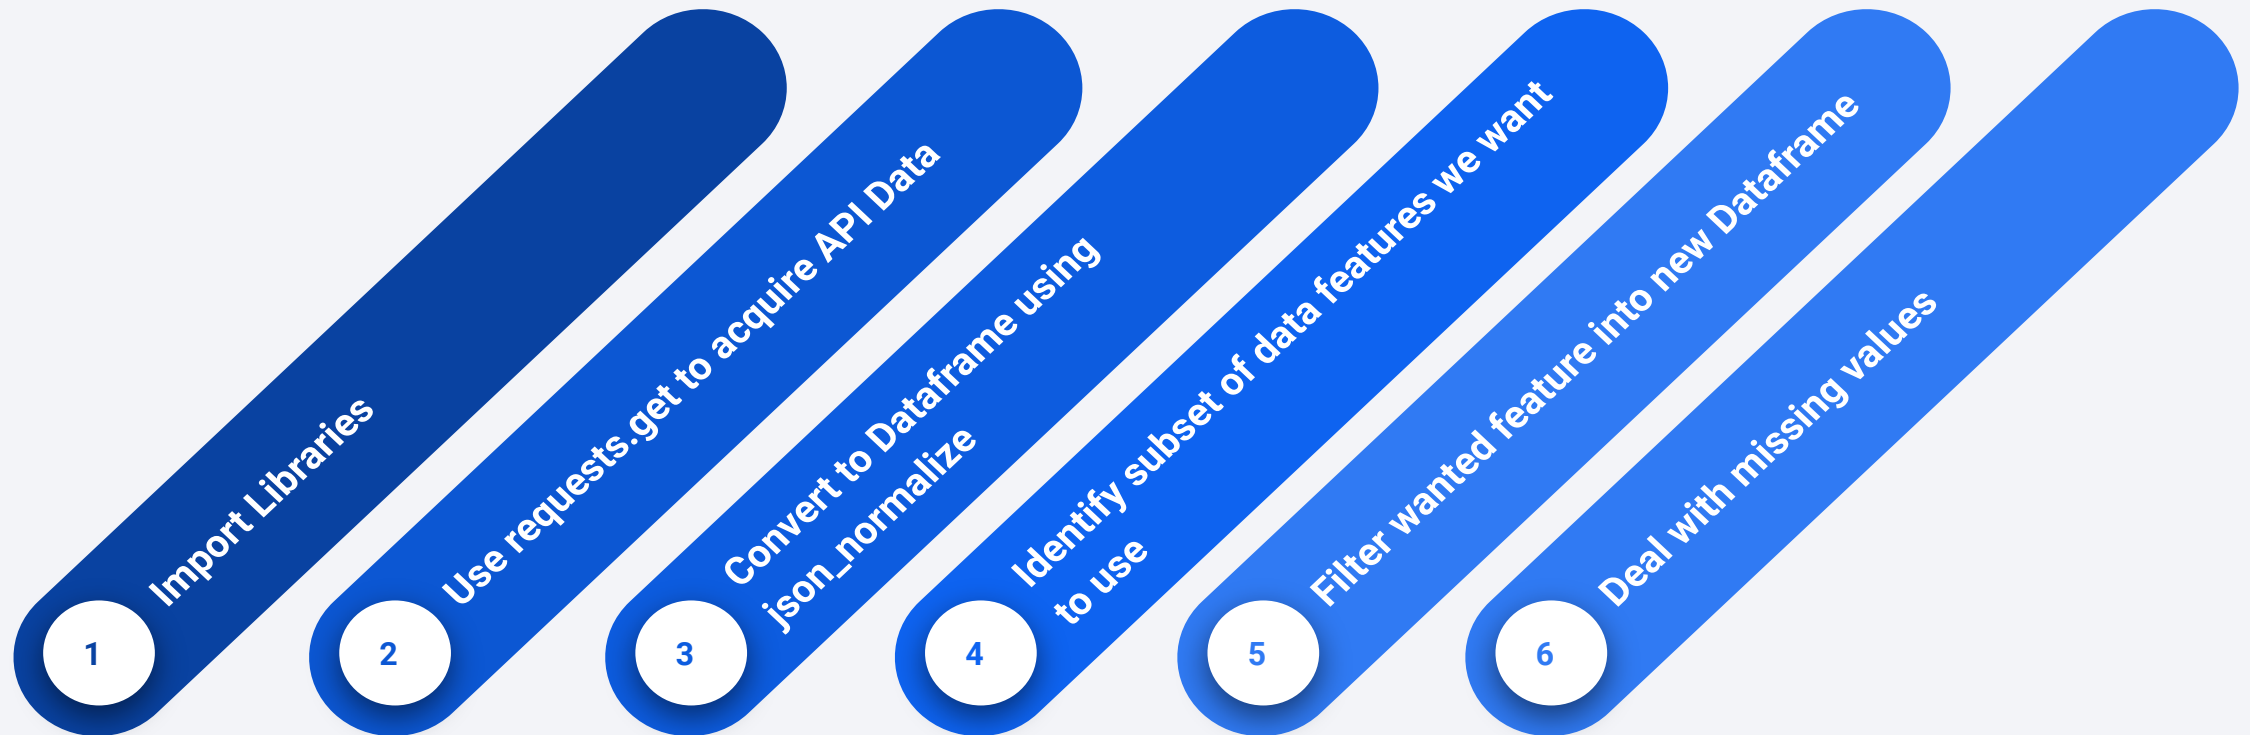 1
Import Libraries
2
Use requests.get to acquire API Data
3
Convert to Dataframe using
json_normalize
4
Identify subset of data features we want
to use
5
Filter wanted feature into new Dataframe
6
Deal with missing values